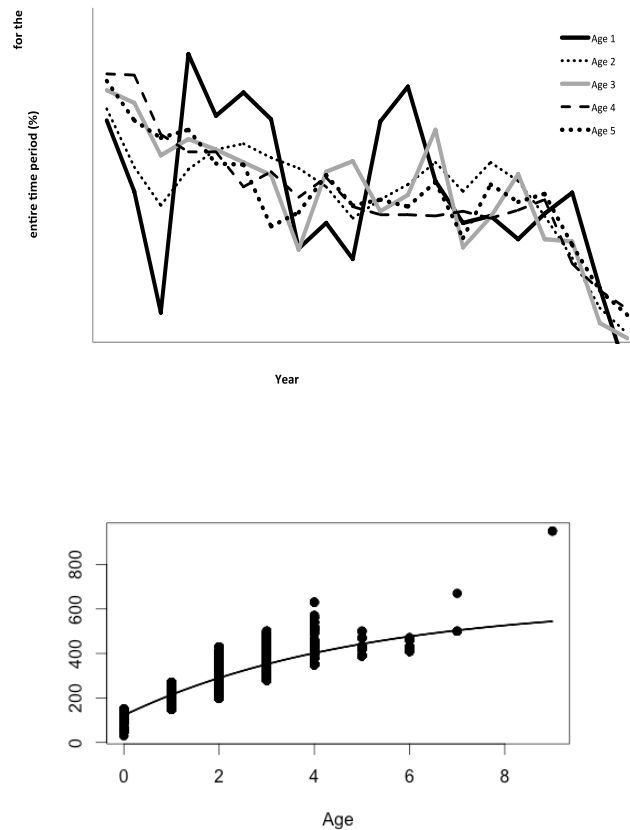 for the
entire time period (%)
Age 1
Age 2
Age 3
Age 4
Age 5
Year
800
600
400
200
0
0 2 4 6 8
Age